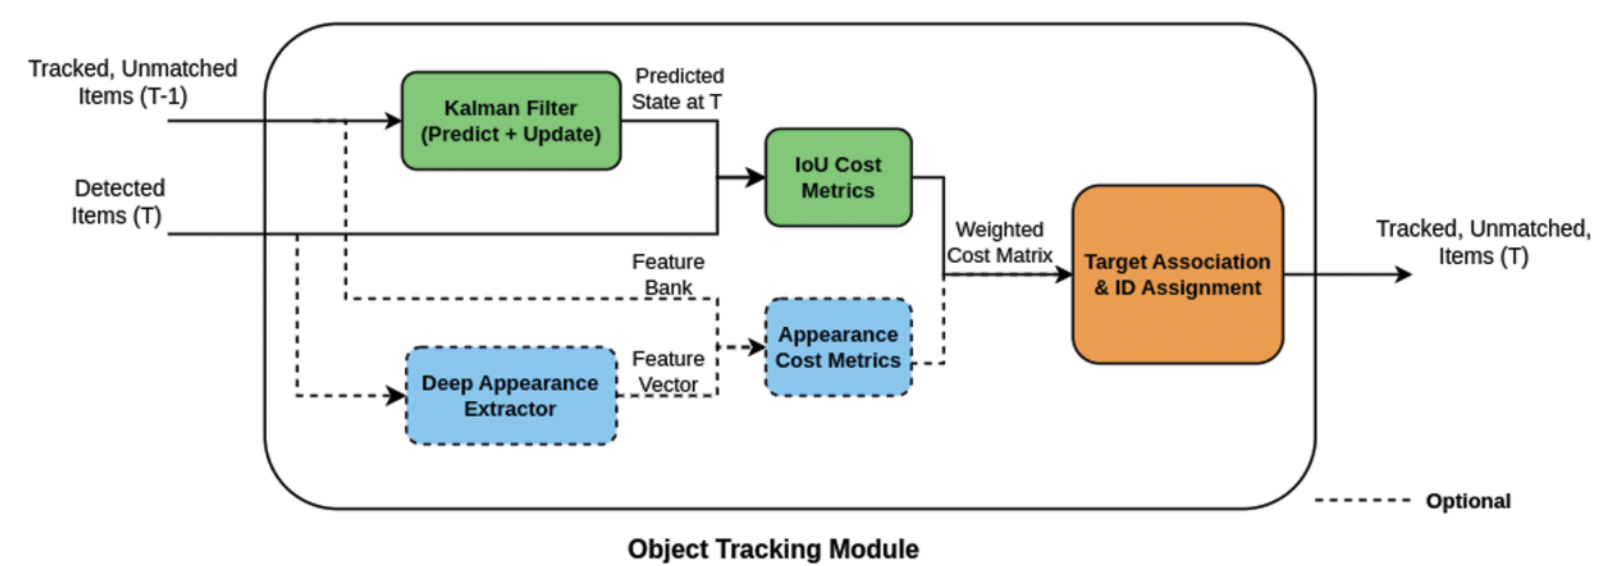 Tracked, Unmatched
Items (T-1)
Kalman Filter
(Predict + Update)
Predicted
State at T
IoU Cost
Metrics
Detected
Items (T)
Weighted
Cost Matrix
Target Association
& ID Assignment
Tracked, Unmatched,
Items (T)
Feature
Bank
Deep Appearance
Extractor
Feature
Vector
Appearance
Cost Metrics
Optional
Object Tracking Module